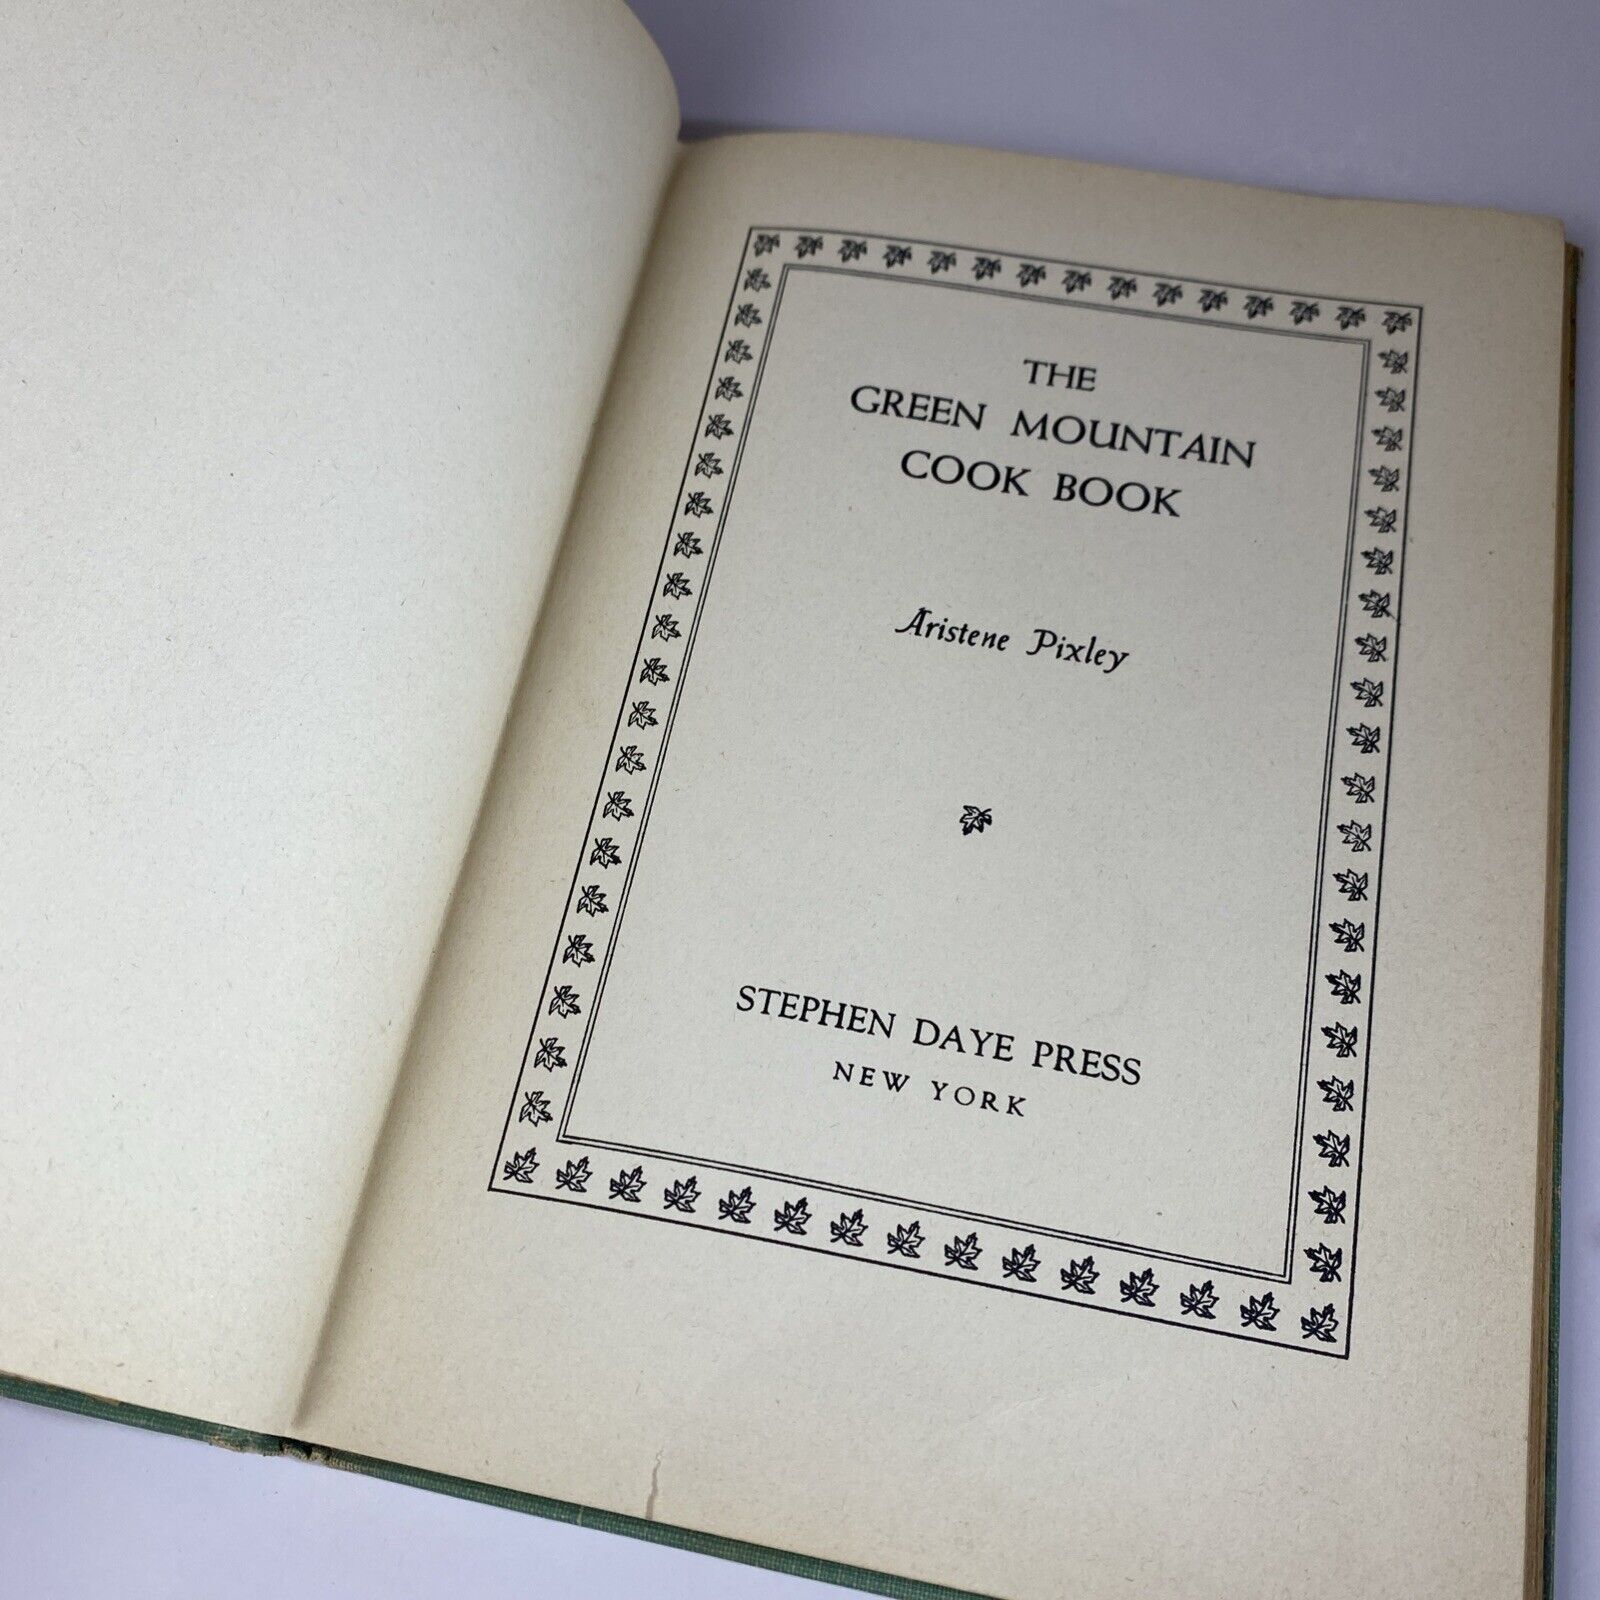 THE
GREEN MOUNTAIN
COOK BOOK
Aristene Pixley
STEPHEN DAYE PRESS
NEW YORK